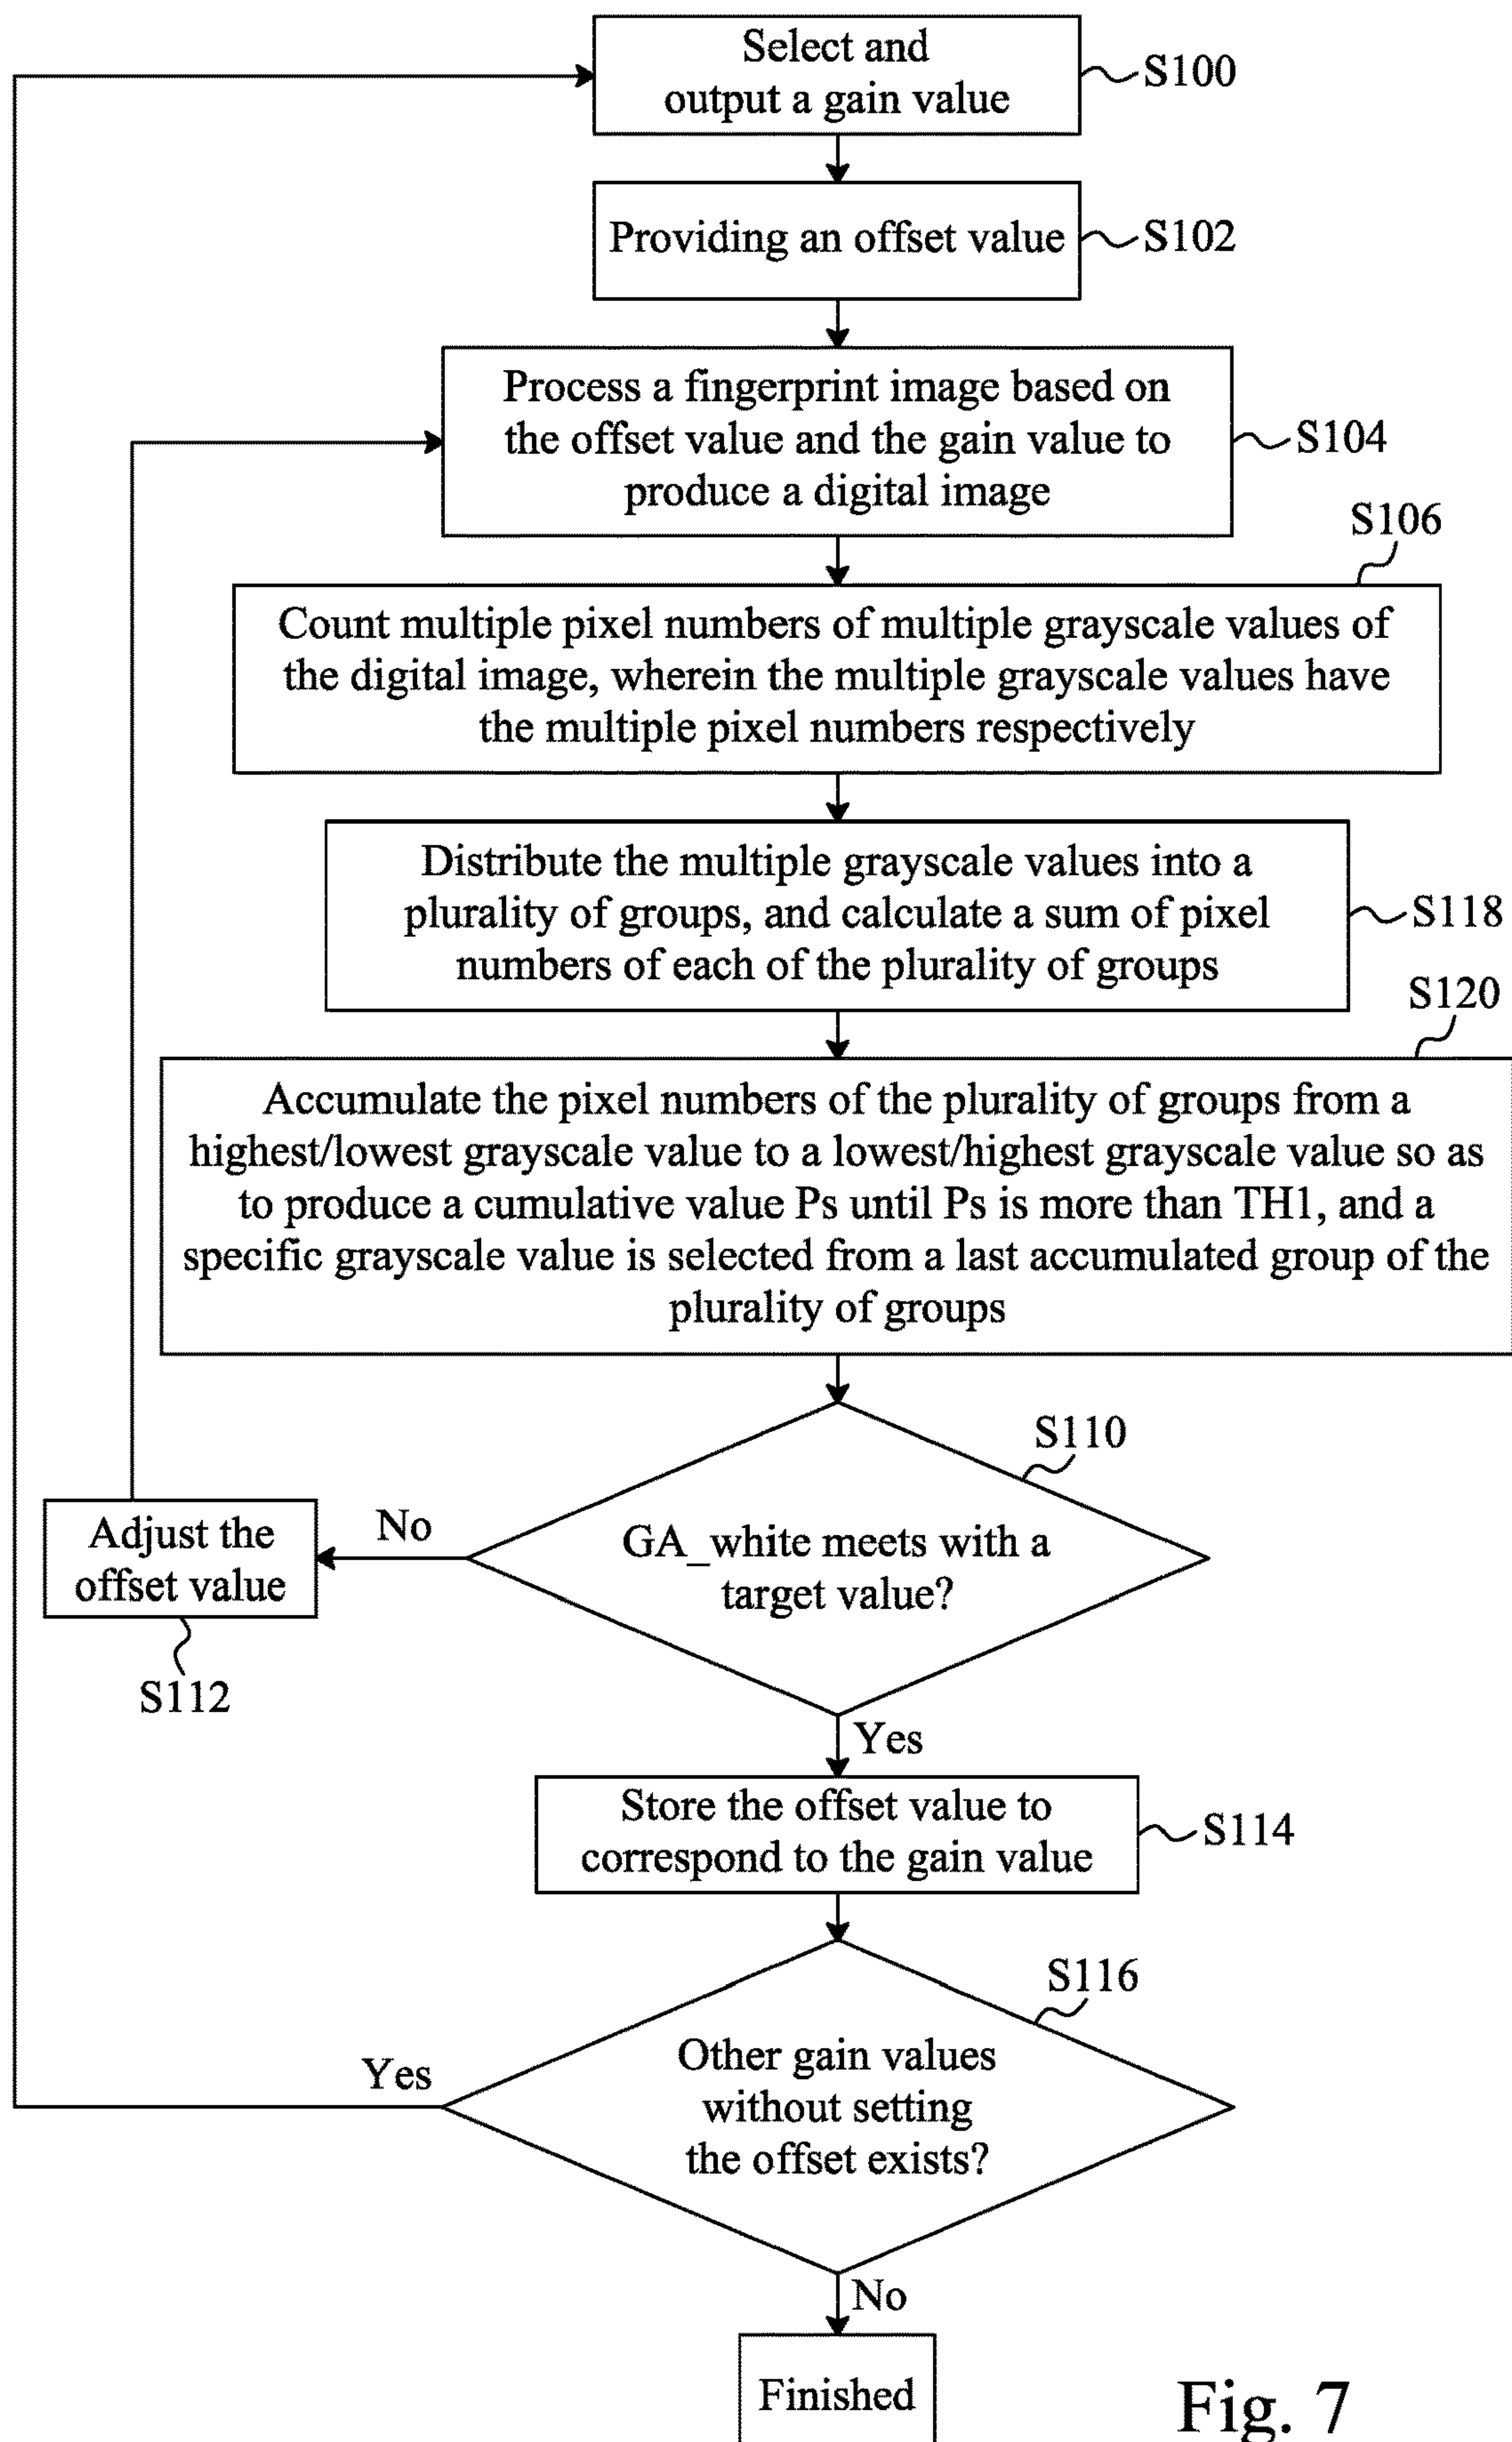 Select and
output a gain value
S100
Providing an offset value
S102
Process a fingerprint image based on
the offset value and the gain value to
produce a digital image
S104
S106
Count multiple pixel numbers of multiple grayscale values of
the digital image, wherein the multiple grayscale values have
the multiple pixel numbers respectively
Distribute the multiple grayscale values into a
plurality of groups, and calculate a sum of pixel
numbers of each of the plurality of groups
S118
S120
Accumulate the pixel numbers of the plurality of groups from a
highest/lowest grayscale value to a lowest/highest grayscale value so as
to produce a cumulative value Ps until Ps is more than TH1, and a
specific grayscale value is selected from a last accumulated group of the
plurality of groups
S110
GA_white meets with a
target value?
No
Adjust the
offset value
S112
Yes
Store the offset value to
correspond to the gain value
S114
S116
Other gain values
without setting
the offset exists?
Yes
No
Finished
Fig. 7